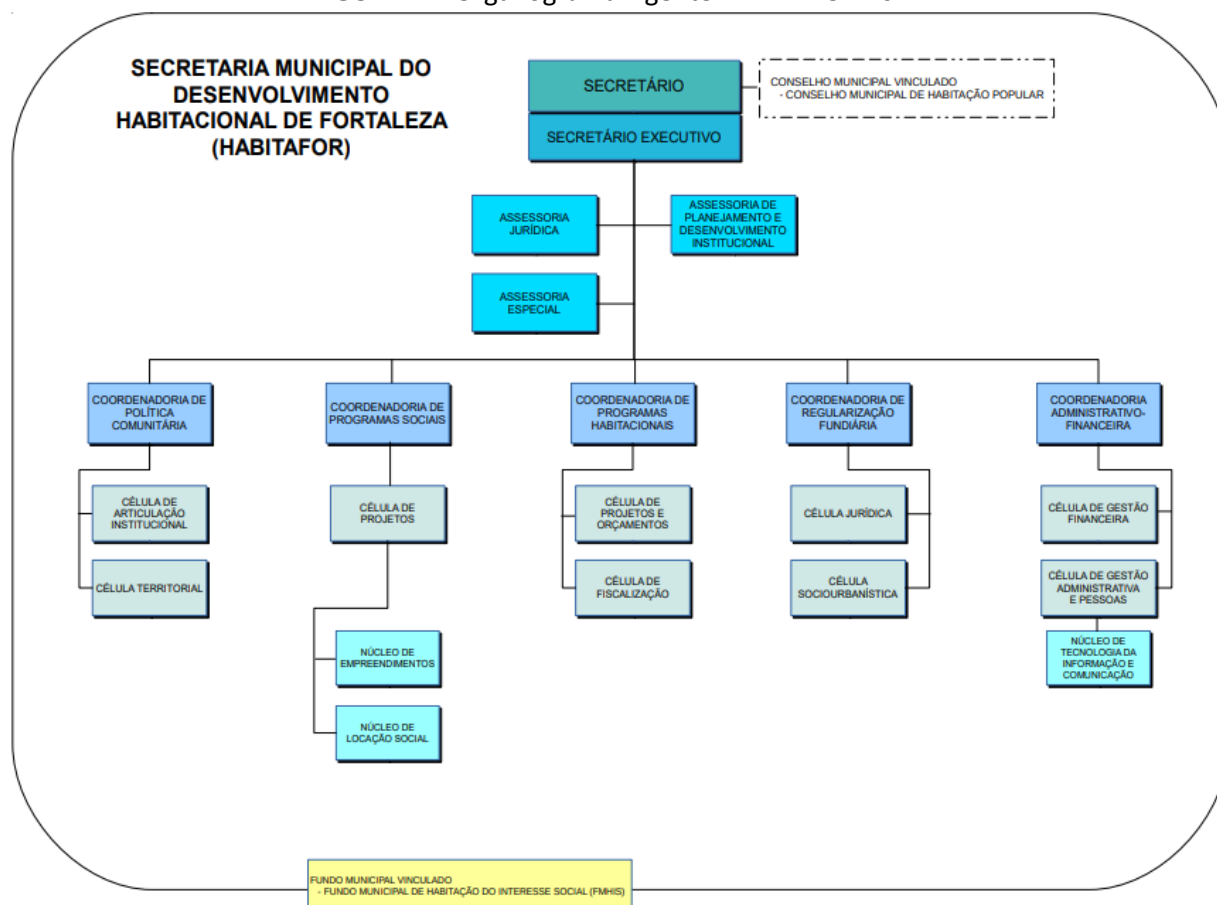 SECRETARIA MUNICIPAL DO
DESENVOLVIMENTO
HABITACIONAL DE FORTALEZA
(HABITAFOR)
SECRETÁRIO
SECRETÁRIO EXECUTIVO
CONSELHO MUNICIPAL VINCULADO
- CONSELHO MUNICIPAL DE HABITAÇÃO POPULAR
ASSESSORIA
JURÍDICA
ASSESSORIA DE
PLANEJAMENTO E
DESENVOLVIMENTO
INSTITUCIONAL
ASSESSORIA
ESPECIAL
COORDENADORIA DE
POLÍTICA
COMUNITÁRIA
COORDENADORIA DE
PROGRAMAS SOCIAIS
COORDENADORIA DE
PROGRAMAS
HABITACIONAIS
COORDENADORIA DE
REGULARIZAÇÃO
FUNDIÁRIA
COORDENADORIA
ADMINISTRATIVO-
FINANCEIRA
CÉLULA DE
ARTICULAÇÃO
INSTITUCIONAL
CÉLULA DE
PROJETOS
CÉLULA DE
PROJETOS E
ORÇAMENTOS
CÉLULA JURÍDICA
CÉLULA DE GESTÃO
FINANCEIRA
CÉLULA TERRITORIAL
CÉLULA DE
FISCALIZAÇÃO
CÉLULA
SOCIOURBANÍSTICA
CÉLULA DE GESTÃO
ADMINISTRATIVA
E PESSOAS
NÚCLEO DE
EMPREENDIMENTOS
NÚCLEO DE
TECNOLOGIA DA
INFORMAÇÃO E
COMUNICAÇÃO
NÚCLEO DE
LOCAÇÃO SOCIAL
FUNDO MUNICIPAL VINCULADO
- FUNDO MUNICIPAL DE HABITAÇÃO DO INTERESSE SOCIAL (FMHIS)